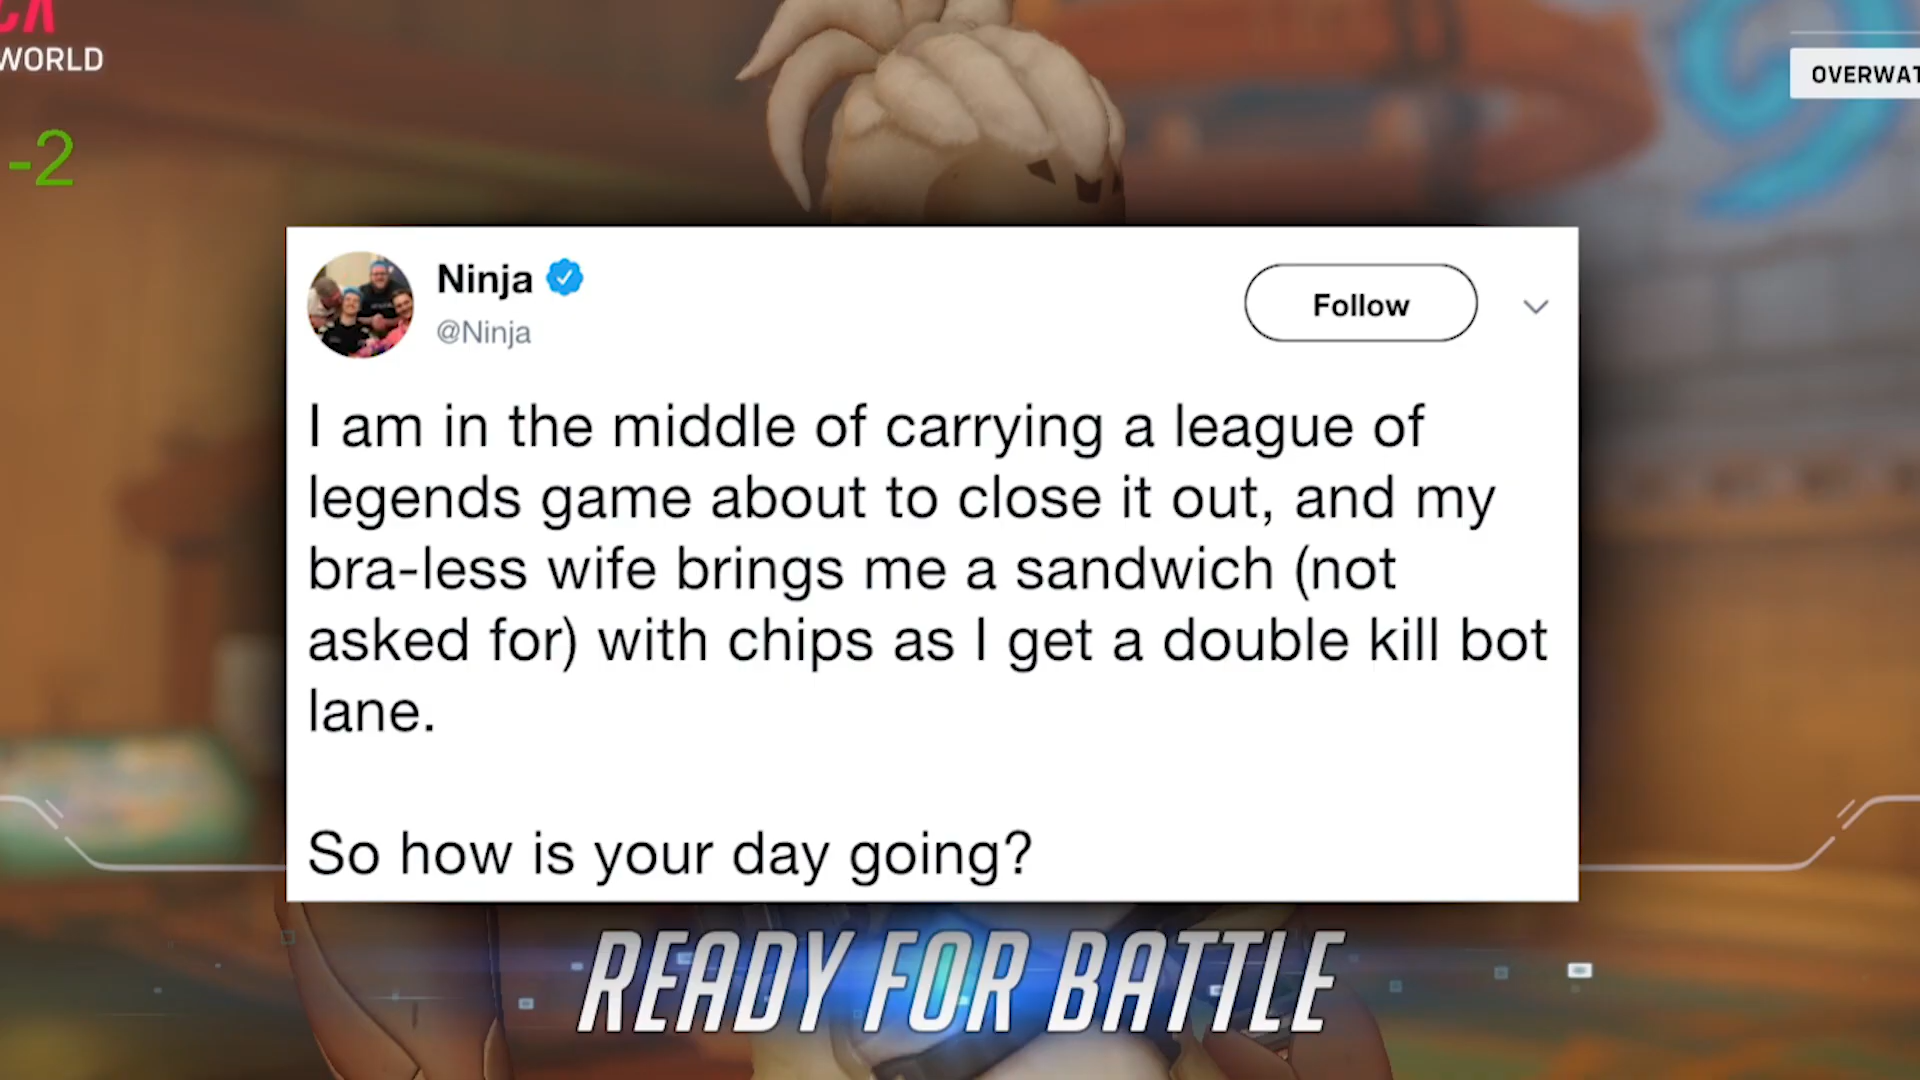 WORLD
OVERWAT
-2
Ninja
@Ninja
Follow
I am in the middle of carrying a league of
legends game about to close it out, and my
bra-less wife brings me a sandwich (not
asked for) with chips as I get a double kill bot
lane.
So how is your day going?
READY FOR BATTLE